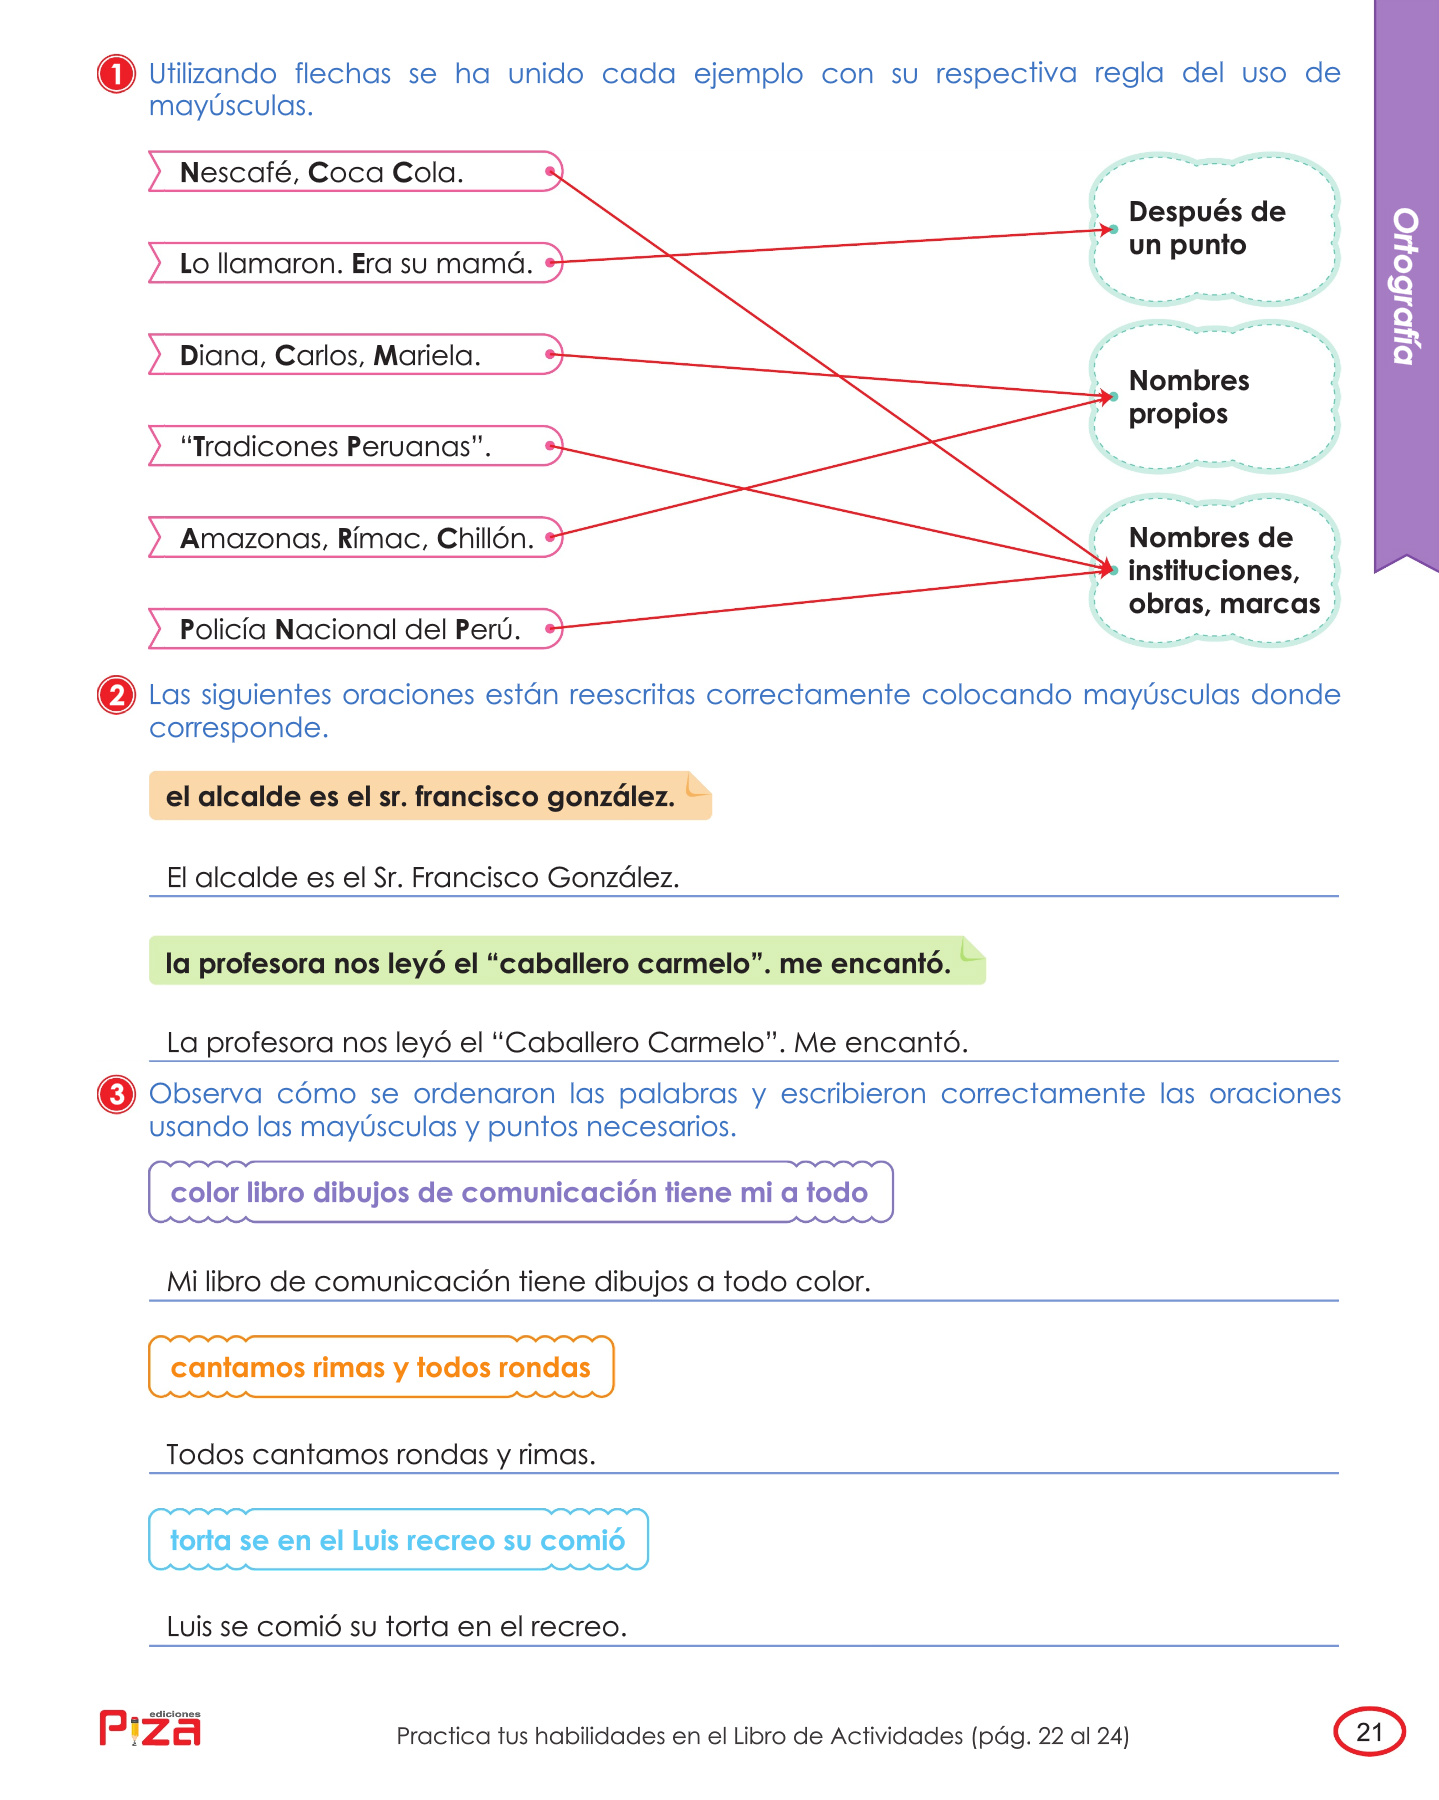 1 Utilizando flechas se ha unido cada ejemplo con su respectiva regla del uso de
mayúsculas.
Nescafé, Coca Cola.
Lo llamaron. Era su mamá.
Diana, Carlos, Mariela.
“Tradicones Peruanas”.
Amazonas, Rímac, Chillón.
Policía Nacional del Perú.
Después de
un punto
Nombres
propios
Nombres de
instituciones,
obras, marcas
Ortografía
2 Las siguientes oraciones están reescritas correctamente colocando mayúsculas donde
corresponde.
el alcalde es el sr. francisco gonzález.
El alcalde es el Sr. Francisco González.
la profesora nos leyó el “caballero carmelo”. me encantó.
La profesora nos leyó el “Caballero Carmelo”. Me encantó.
3 Observa cómo se ordenaron las palabras y escribieron correctamente las oraciones
usando las mayúsculas y puntos necesarios.
color libro dibujos de comunicación tiene mi a todo
Mi libro de comunicación tiene dibujos a todo color.
cantamos rimas y todos rondas
Todos cantamos rondas y rimas.
torta se en el Luis recreo su comió
Luis se comió su torta en el recreo.
ediciones
PizA
Practica tus habilidades en el Libro de Actividades (pág. 22 al 24)
21